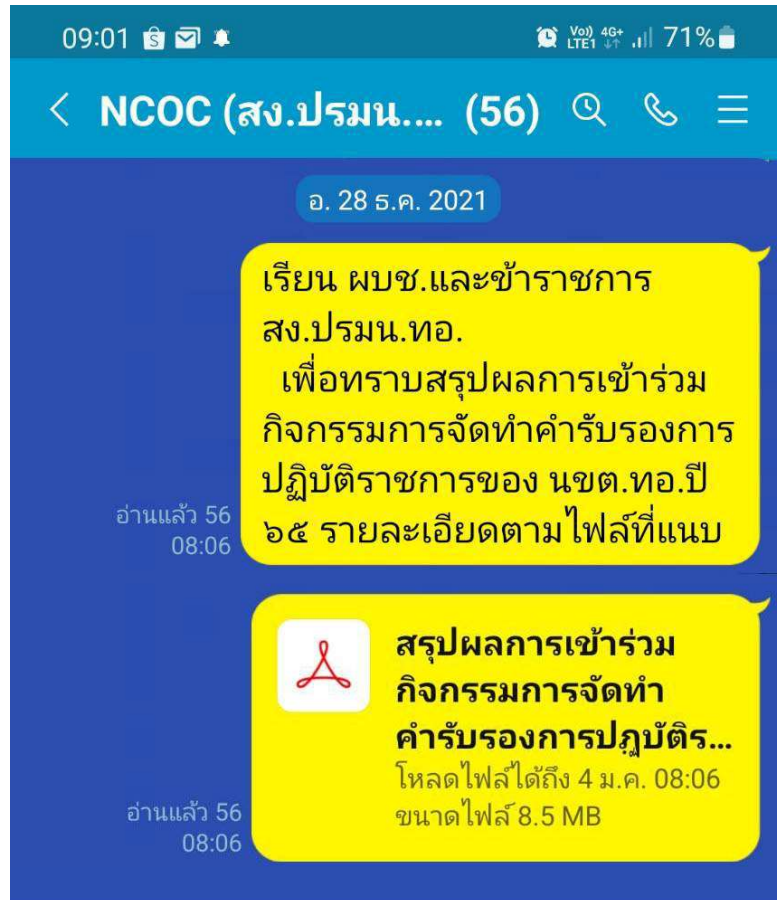 09:01
Vo)) 4G+
LTE1 71%
NCOC (สง.ปรมน.... (56)
อ. 28 ธ.ค. 2021
เรียน ผบช.และข้าราชการ
สง.ปรมน.ทอ.
เพื่อทราบสรุปผลการเข้าร่วม
กิจกรรมการจัดทำคำรับรองการ
ปฏิบัติราชการของ นขต.ทอ.ปี
๖๕ รายละเอียดตามไฟล์ที่แนบ
อ่านแล้ว 56
08:06
สรุปผลการเข้าร่วม
กิจกรรมการจัดทำ
คำรับรองการปฎบัติร...
โหลดไฟล์ได้ถึง 4 ม.ค. 08:06
ขนาดไฟล์ 8.5 MB
อ่านแล้ว 56
08:06